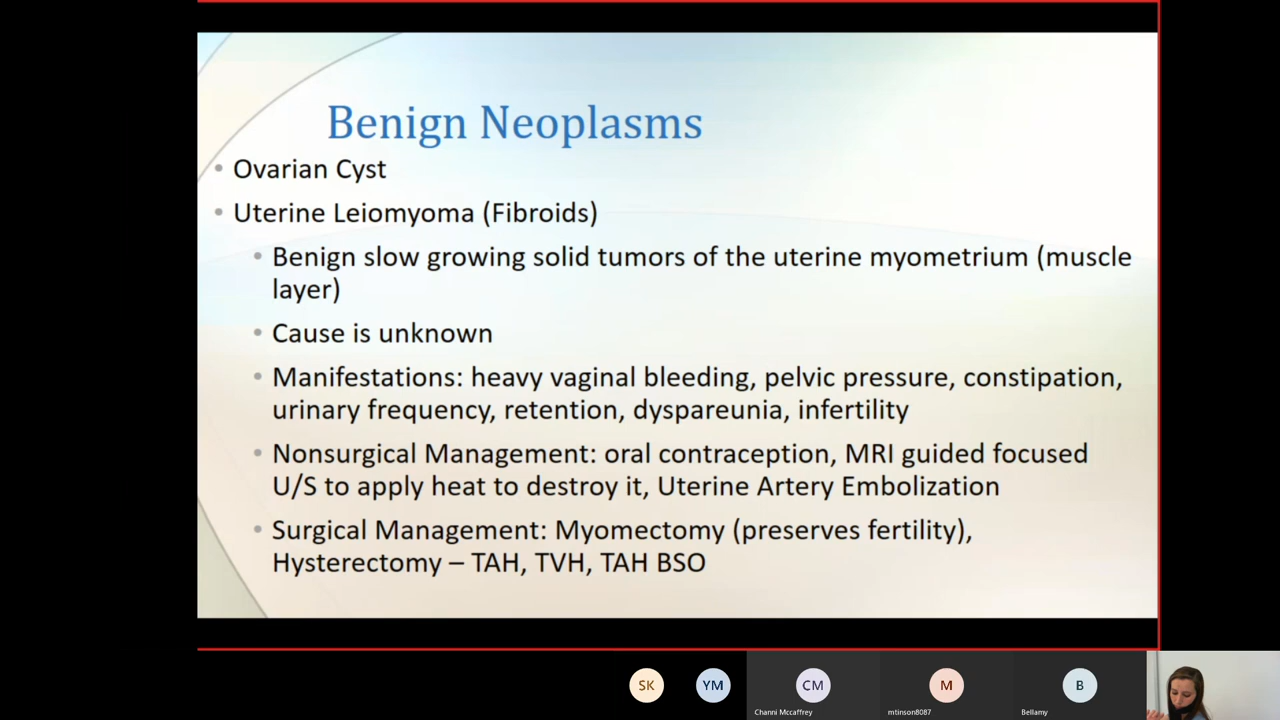 Benign Neoplasms
• Ovarian Cyst
• Uterine Leiomyoma (Fibroids)
• Benign slow growing solid tumors of the uterine myometrium (muscle
layer)
• Cause is unknown
• Manifestations: heavy vaginal bleeding, pelvic pressure, constipation,
urinary frequency, retention, dyspareunia, infertility
• Nonsurgical Management: oral contraception, MRI guided focused
U/S to apply heat to destroy it, Uterine Artery Embolization
• Surgical Management: Myomectomy (preserves fertility),
Hysterectomy – TAH, TVH, TAH BSO
SK YM CM M B
Channi Mccaffrey mtinson8087 Bellamy